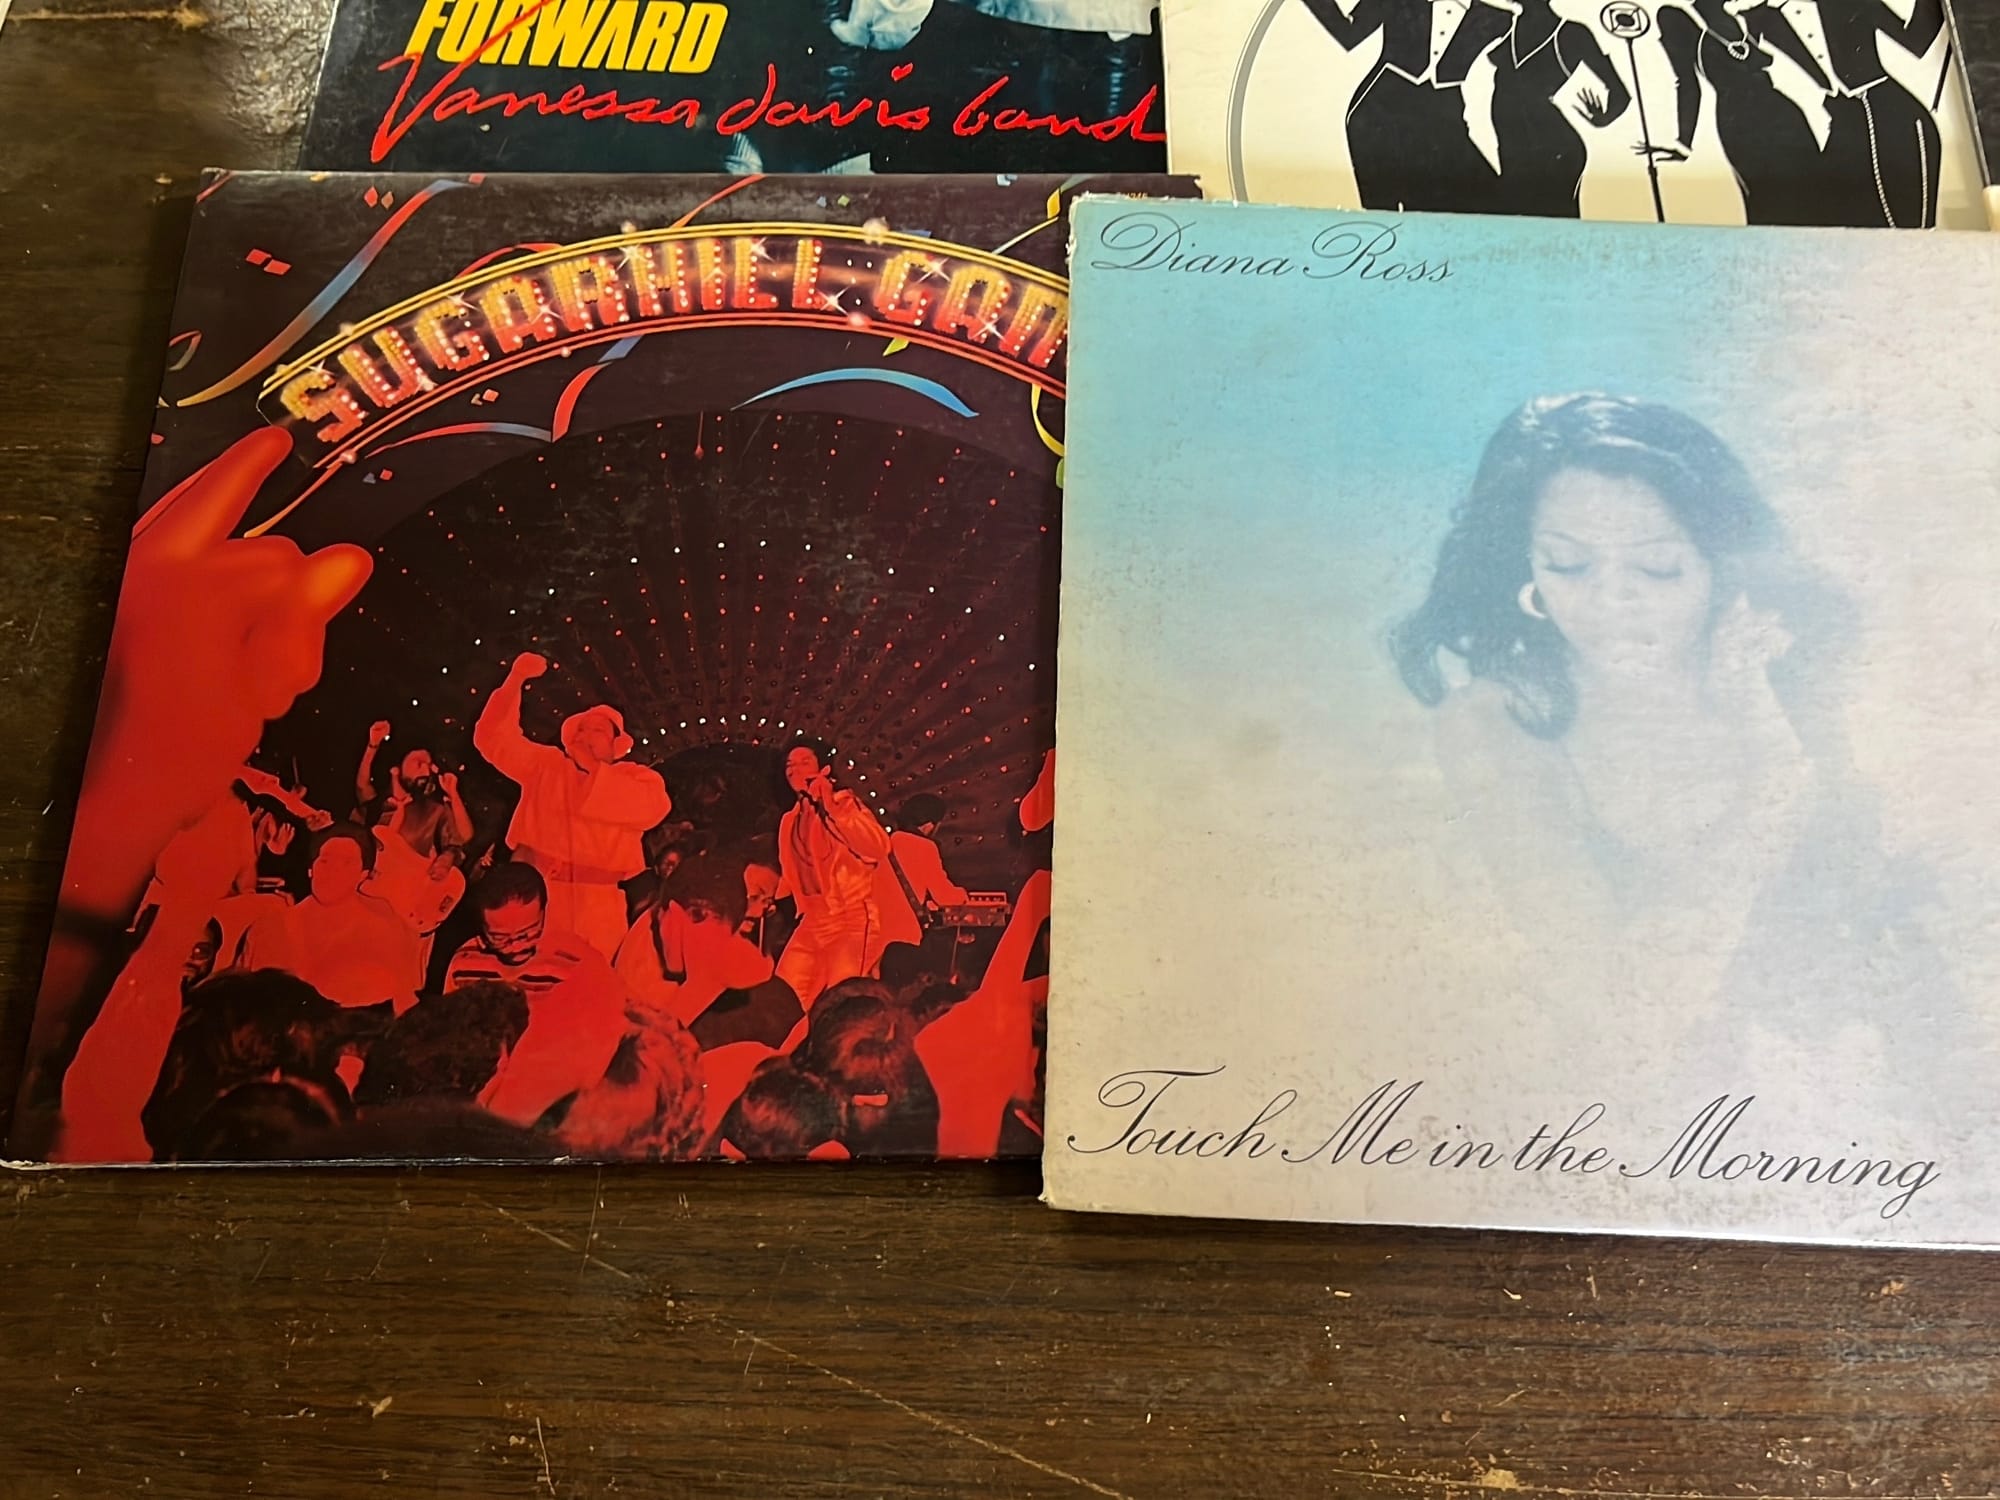 FORWARD
Vanessa davis band
SUGARHILL GAN
Diana Ross
Touch Me in the Morning